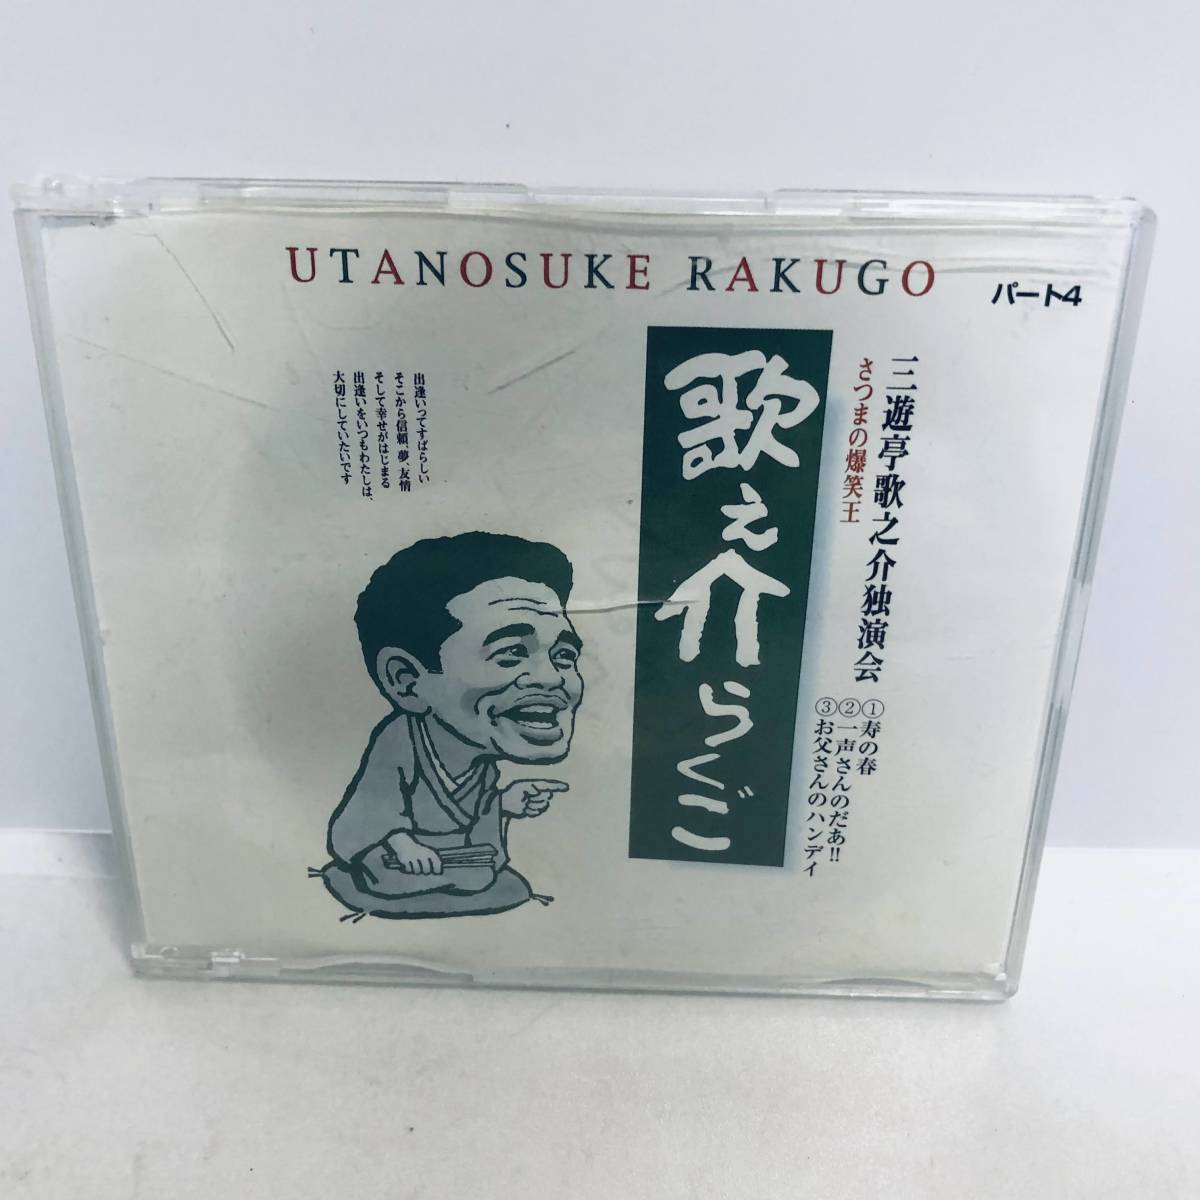 UTANOSUKE RAKUGO
パート4
三遊亭歌之介独演会
さつまの爆笑王
①寿の春
②一声さんのだあ!!
③お父さんのハンデイ
歌之介らくご
出逢いってすばらしい
そこから信頼、夢、友情
そして幸せがはじまる
出逢いをいつもわたしは、
大切にしていたいです